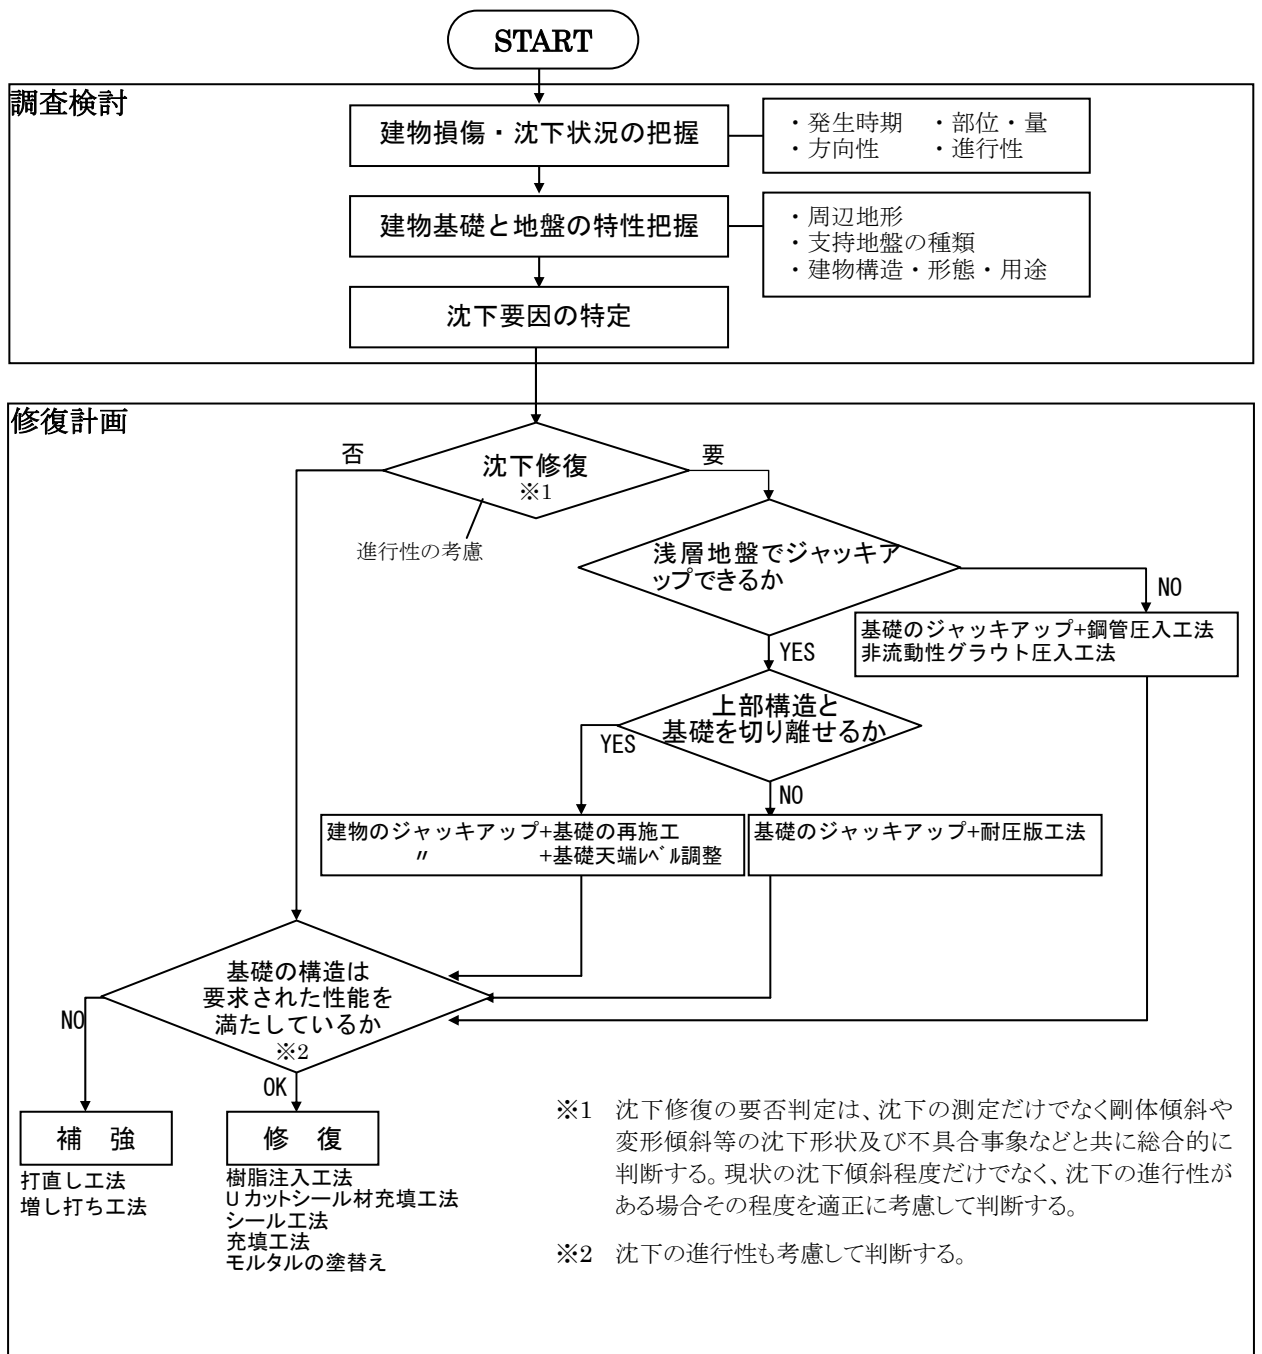 START
調査検討
建物損傷・沈下状況の把握
・発生時期 ・部位・量
・方向性 ・進行性
建物基礎と地盤の特性把握
・周辺地形
・支持地盤の種類
・建物構造・形態・用途
沈下要因の特定
修復計画
否
沈下修復
※1
要
進行性の考慮
浅層地盤でジャッキア
ップできるか
NO
基礎のジャッキアップ+鋼管圧入工法
非流動性グラウト圧入工法
YES
上部構造と
基礎を切り離せるか
YES
NO
建物のジャッキアップ+基礎の再施工
〃 +基礎天端ﾚﾍﾞﾙ調整
基礎のジャッキアップ+耐圧版工法
基礎の構造は
要求された性能を
満たしているか
※2
NO
OK
補 強
打直し工法
増し打ち工法
修 復
樹脂注入工法
Uカットシール材充填工法
シール工法
充填工法
モルタルの塗替え
※1 沈下修復の要否判定は、沈下の測定だけでなく剛体傾斜や
変形傾斜等の沈下形状及び不具合事象などと共に総合的に
判断する。現状の沈下傾斜程度だけでなく、沈下の進行性が
ある場合その程度を適正に考慮して判断する。
※2 沈下の進行性も考慮して判断する。